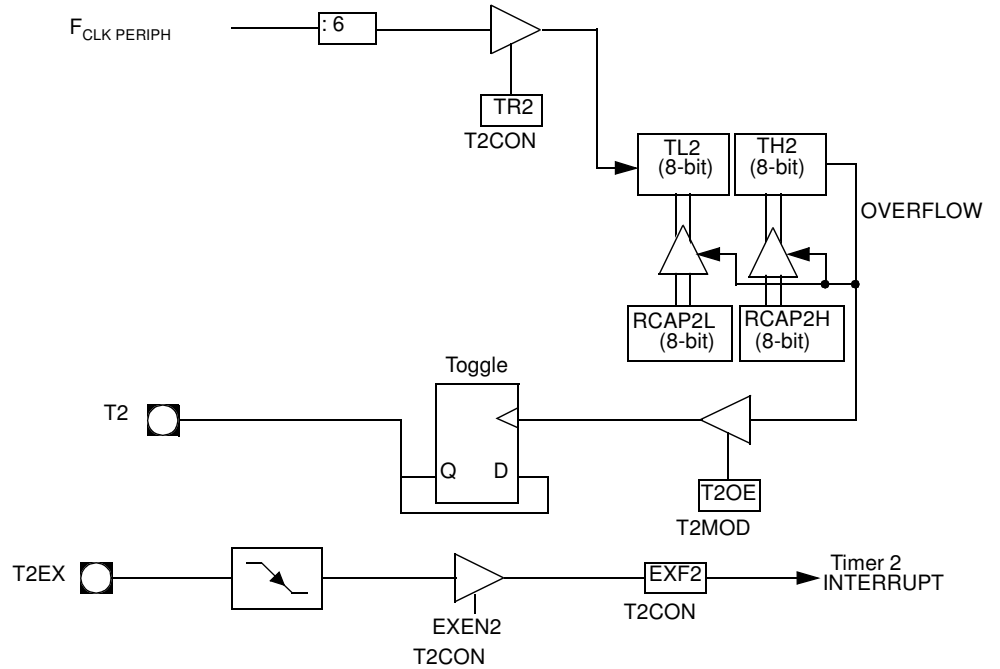 FCLK PERIPH
: 6
TR2
T2CON
TL2
(8-bit)
TH2
(8-bit)
OVERFLOW
RCAP2L
(8-bit)
RCAP2H
(8-bit)
Toggle
T2
Q D
T2OE
T2MOD
T2EX
EXEN2
T2CON
EXF2
T2CON
Timer 2
INTERRUPT